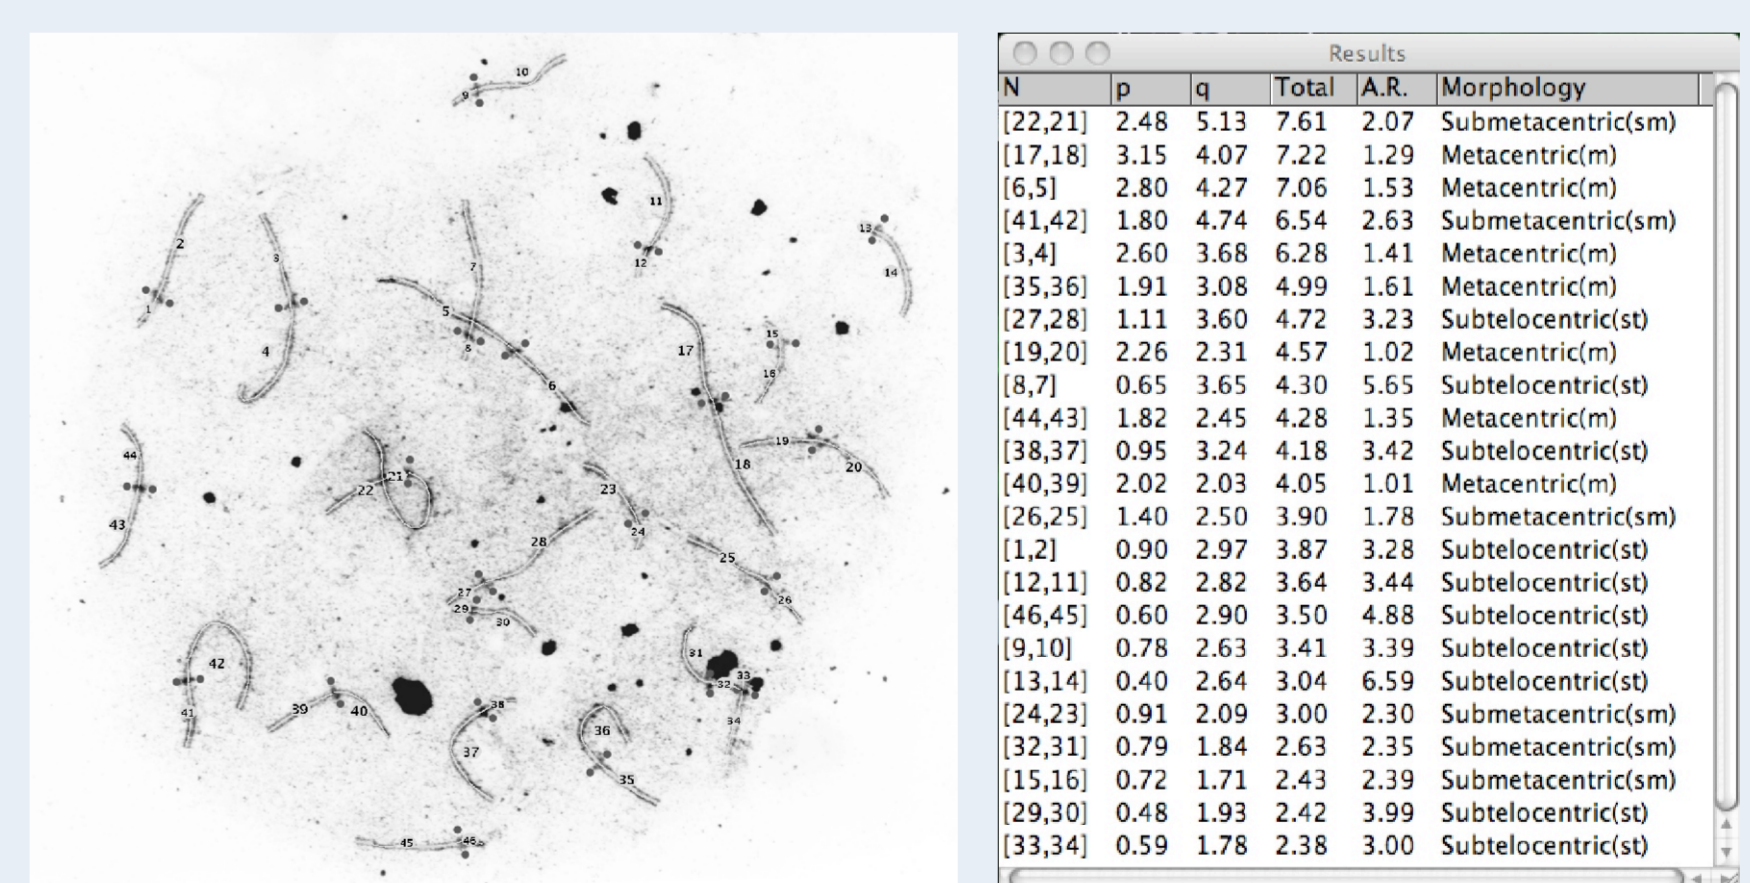 10
9
2
1
3
4
7
5
6
11
12
13
14
15
16
17
18
19
20
44
43
22
21
23
24
28
27
29
30
25
26
42
41
39
40
38
37
36
35
31
32
33
34
45
46
Results
N p q Total A.R. Morphology
[22,21] 2.48 5.13 7.61 2.07 Submetacentric(sm)
[17,18] 3.15 4.07 7.22 1.29 Metacentric(m)
[6,5] 2.80 4.27 7.06 1.53 Metacentric(m)
[41,42] 1.80 4.74 6.54 2.63 Submetacentric(sm)
[3,4] 2.60 3.68 6.28 1.41 Metacentric(m)
[35,36] 1.91 3.08 4.99 1.61 Metacentric(m)
[27,28] 1.11 3.60 4.72 3.23 Subtelocentric(st)
[19,20] 2.26 2.31 4.57 1.02 Metacentric(m)
[8,7] 0.65 3.65 4.30 5.65 Subtelocentric(st)
[44,43] 1.82 2.45 4.28 1.35 Metacentric(m)
[38,37] 0.95 3.24 4.18 3.42 Subtelocentric(st)
[40,39] 2.02 2.03 4.05 1.01 Metacentric(m)
[26,25] 1.40 2.50 3.90 1.78 Submetacentric(sm)
[1,2] 0.90 2.97 3.87 3.28 Subtelocentric(st)
[12,11] 0.82 2.82 3.64 3.44 Subtelocentric(st)
[46,45] 0.60 2.90 3.50 4.88 Subtelocentric(st)
[9,10] 0.78 2.63 3.41 3.39 Subtelocentric(st)
[13,14] 0.40 2.64 3.04 6.59 Subtelocentric(st)
[24,23] 0.91 2.09 3.00 2.30 Submetacentric(sm)
[32,31] 0.79 1.84 2.63 2.35 Submetacentric(sm)
[15,16] 0.72 1.71 2.43 2.39 Submetacentric(sm)
[29,30] 0.48 1.93 2.42 3.99 Subtelocentric(st)
[33,34] 0.59 1.78 2.38 3.00 Subtelocentric(st)